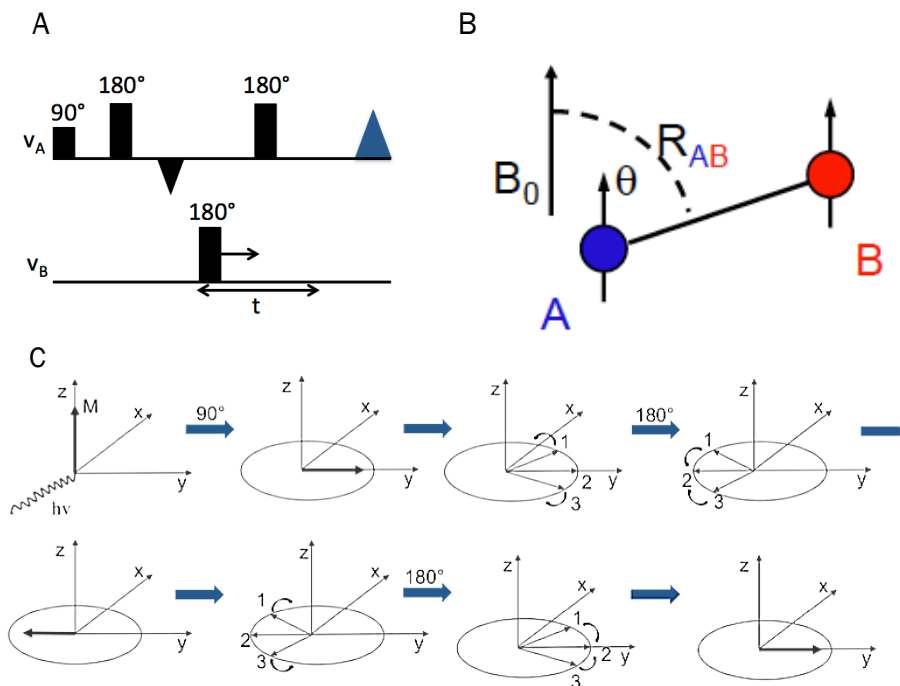 A
180° 180°
90°
vA
180°
vB
t
B
B0
θ
RAB
A
B
C
z M x y hν
90°
z x y
z x 1 2 3 y
180°
z x 1 2 3 y
z x y
z x 1 2 3 y
180°
z x 1 2 3 y
z x y